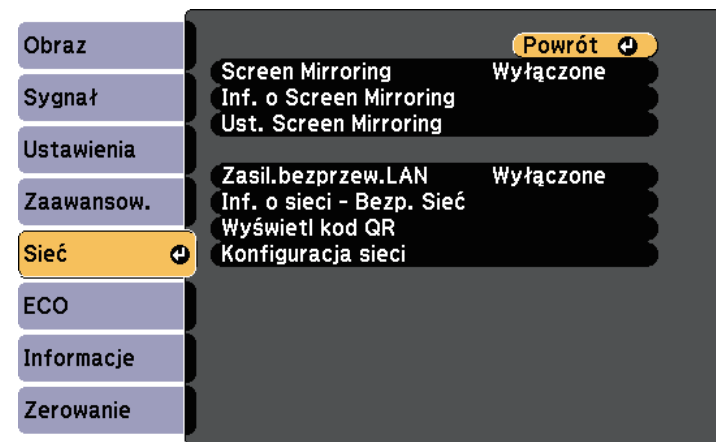 Obraz
Sygnał
Ustawienia
Zaawansow.
Sieć
ECO
Informacje
Zerowanie
Powrót
Screen Mirroring Wyłączone
Inf. o Screen Mirroring
Ust. Screen Mirroring
Zasil.bezprzew.LAN Wyłączone
Inf. o sieci - Bezp. Sieć
Wyświetl kod QR
Konfiguracja sieci